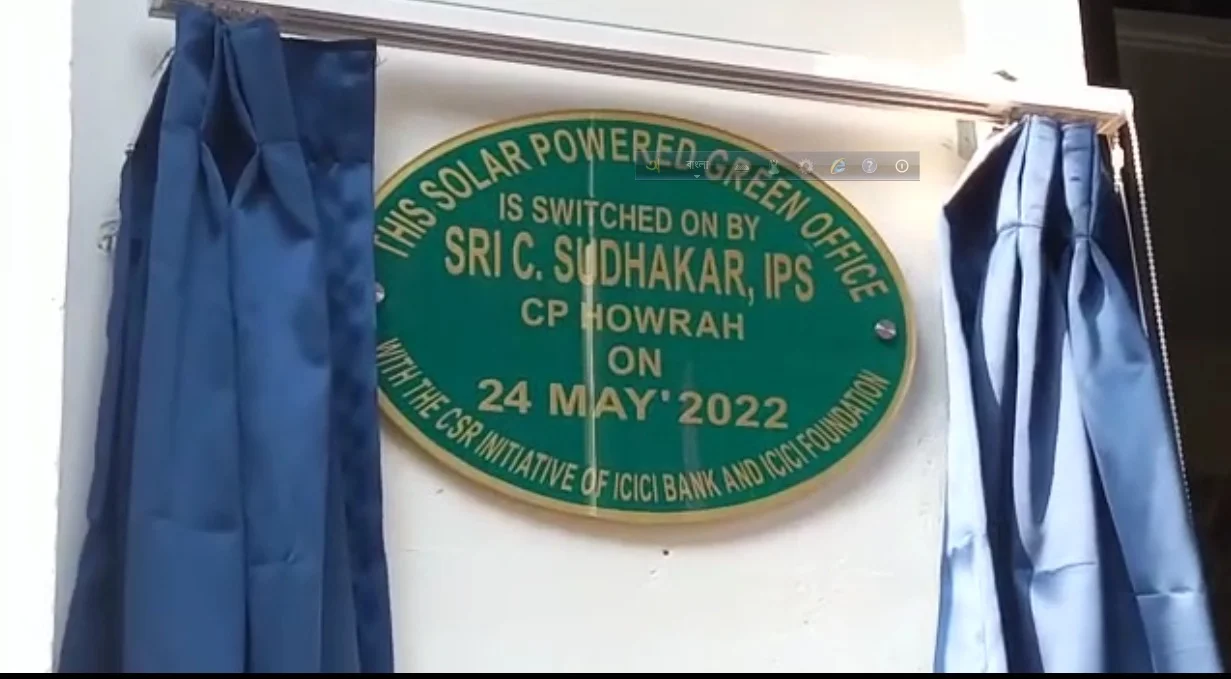 THIS SOLAR POWERED GREEN OFFICE
IS SWITCHED ON BY
SRI C. SUDHAKAR, IPS
CP HOWRAH
ON
24 MAY' 2022
WITH THE CSR INITIATIVE OF ICICI BANK AND ICICI FOUNDATION
অ বাংলা